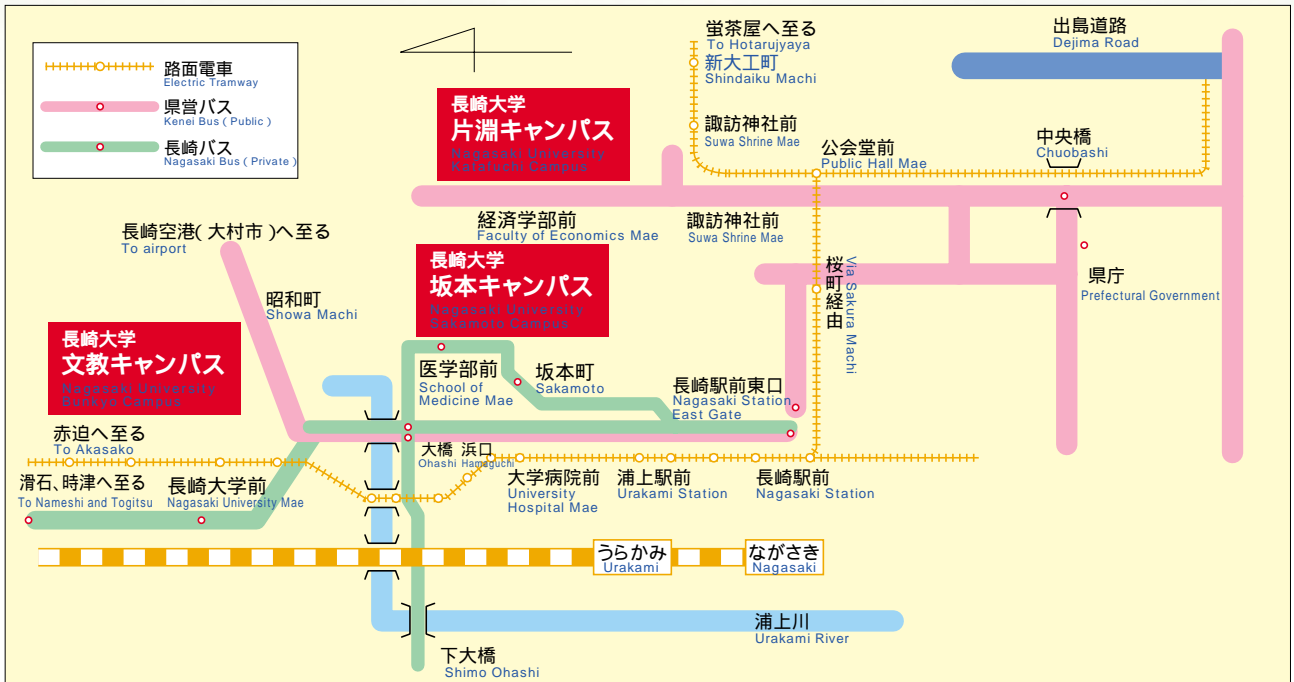 路面電車
Electric Tramway
県営バス
Kenei Bus ( Public )
長崎バス
Nagasaki Bus ( Private )
蛍茶屋へ至る
To Hotarujyaya
新大工町
Shindaiku Machi
出島道路
Dejima Road
長崎大学
片淵キャンパス
Nagasaki University
Katafuchi Campus
諏訪神社前
Suwa Shrine Mae
公会堂前
Public Hall Mae
中央橋
Chuobashi
経済学部前
Faculty of Economics Mae
諏訪神社前
Suwa Shrine Mae
長崎空港( 大村市 )へ至る
To airport
長崎大学
坂本キャンパス
Nagasaki University
Sakamoto Campus
桜町経由
Via Sakura Machi
県庁
Prefectural Government
昭和町
Showa Machi
長崎大学
文教キャンパス
Nagasaki University
Bunkyo Campus
医学部前
School of
Medicine Mae
坂本町
Sakamoto
長崎駅前東口
Nagasaki Station
East Gate
赤迫へ至る
To Akasako
大橋 浜口
Ohashi Hamaguchi
滑石、時津へ至る
To Nameshi and Togitsu
長崎大学前
Nagasaki University Mae
大学病院前
University
Hospital Mae
浦上駅前
Urakami Station
長崎駅前
Nagasaki Station
うらかみ
Urakami
ながさき
Nagasaki
浦上川
Urakami River
下大橋
Shimo Ohashi